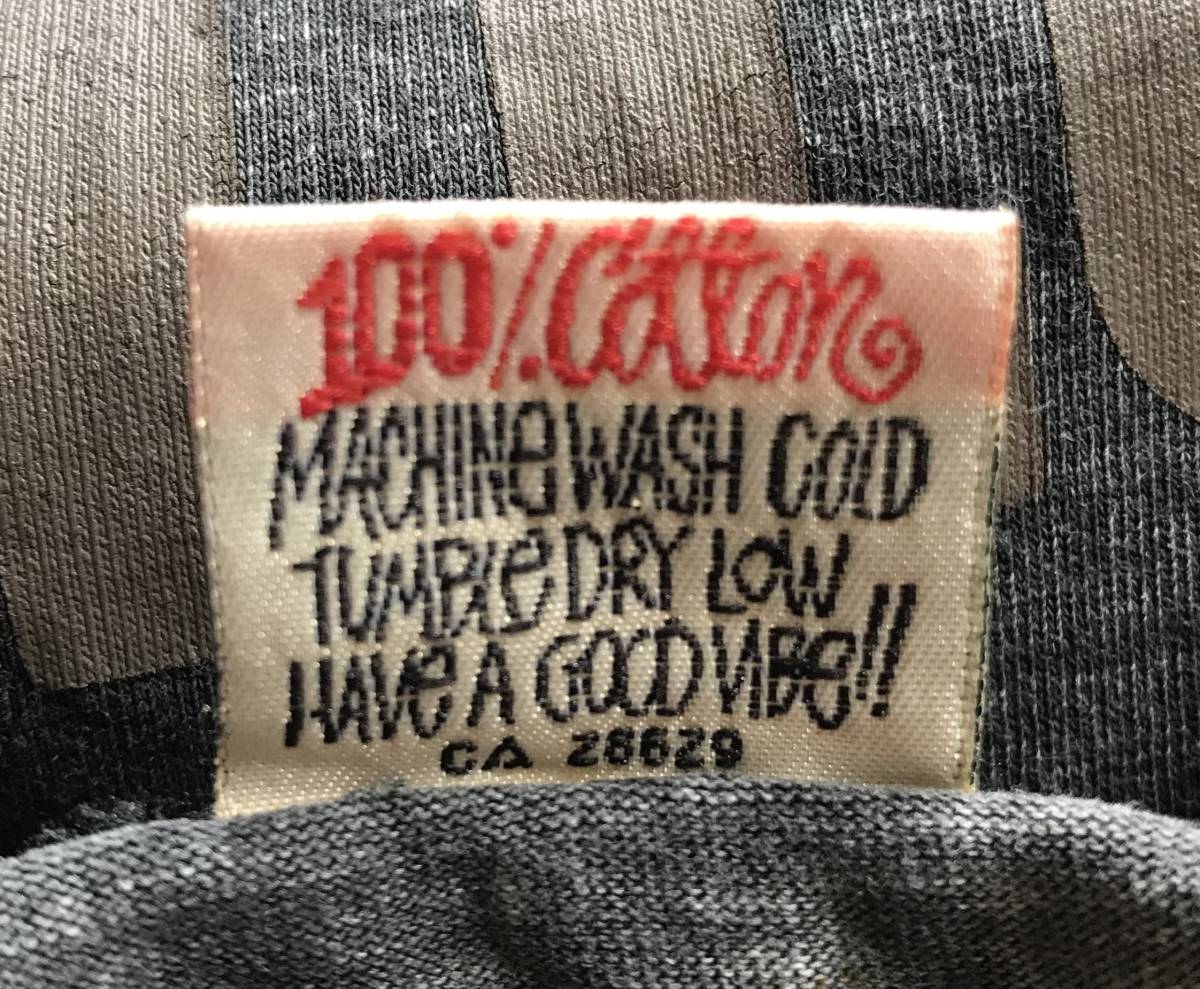 100% Cotton
MACHINE WASH COLD
TUMBLE DRY LOW
HAVE A GOOD VIBE!!
CA 28629